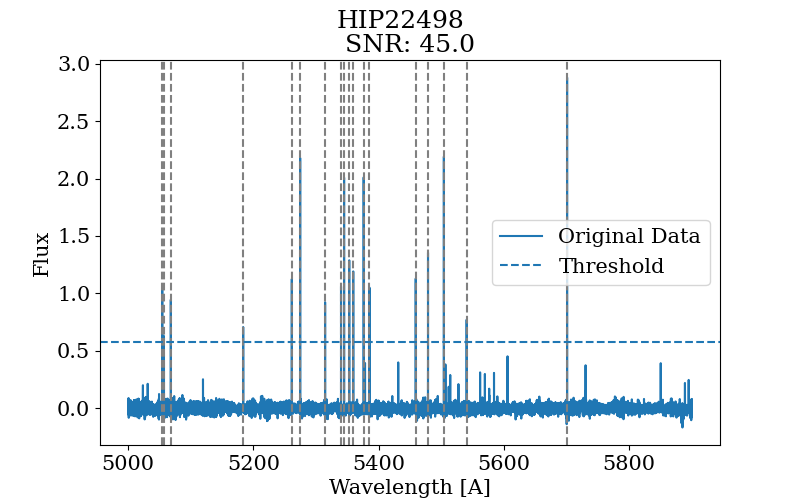 HIP22498
SNR: 45.0
3.0
2.5
2.0
1.5
1.0
0.5
0.0
Flux
Original Data
Threshold
5000 5200 5400 5600 5800
Wavelength [A]